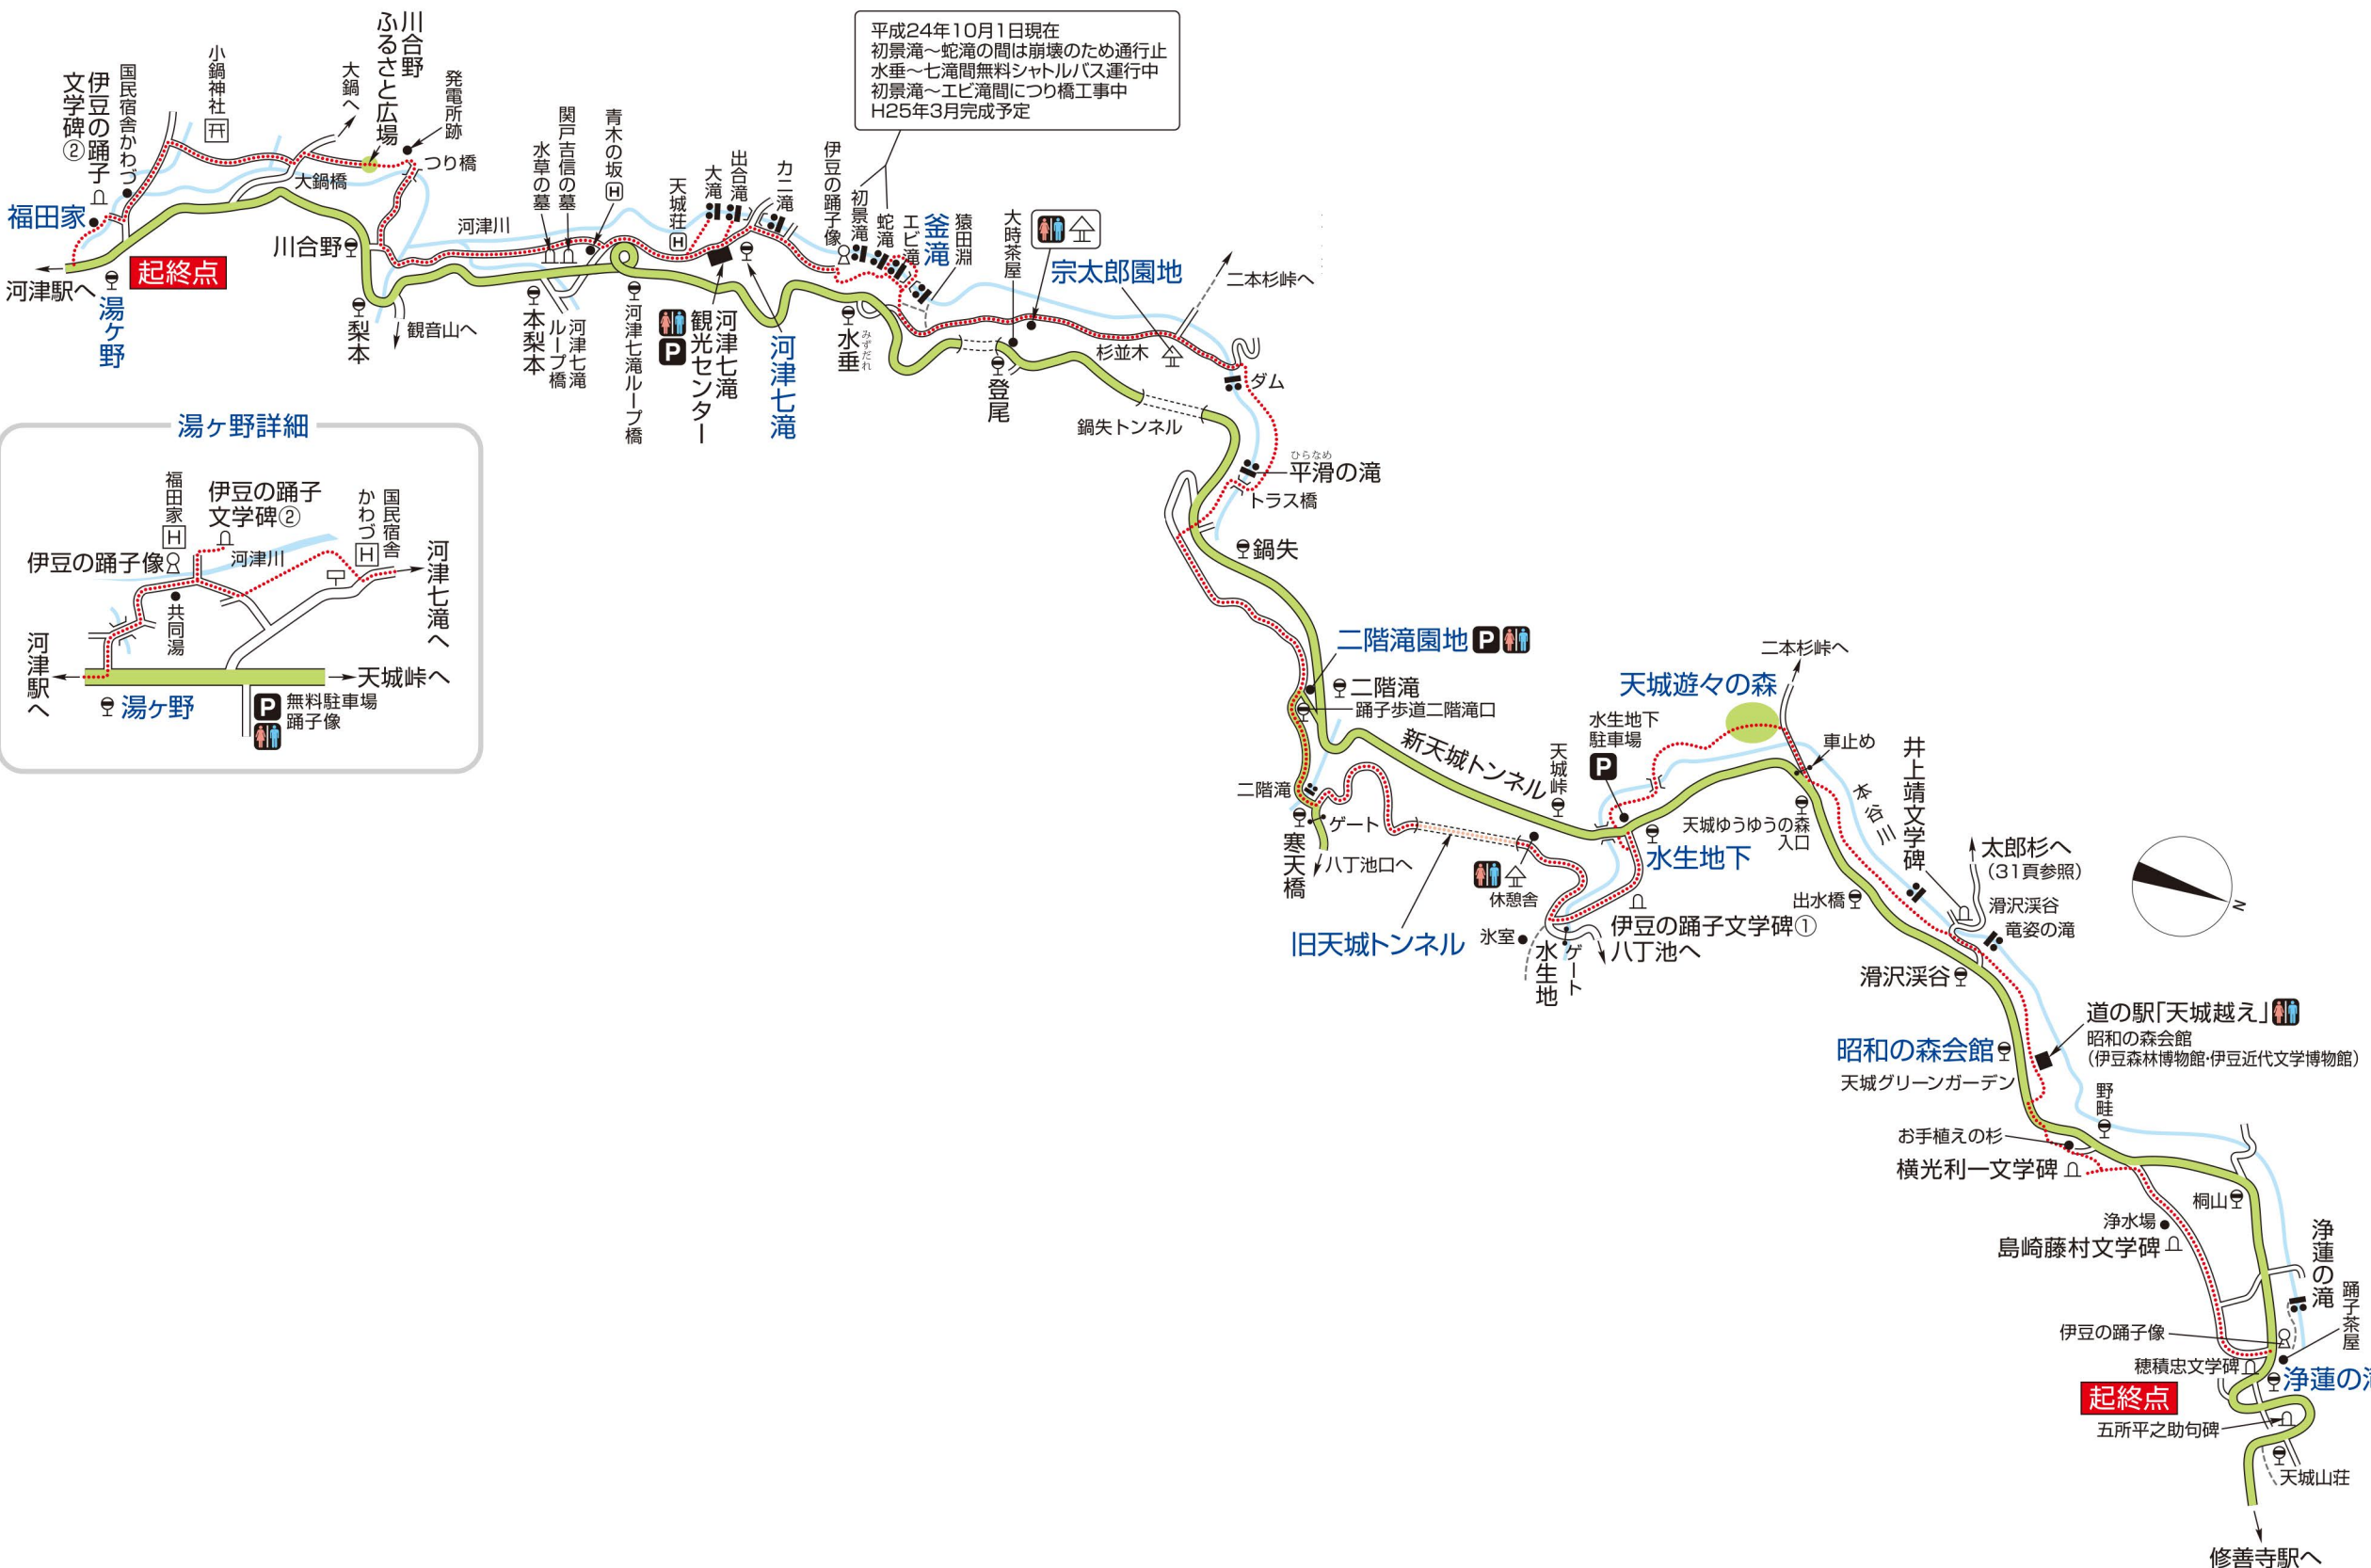 平成24年10月1日現在
初景滝～蛇滝の間は崩壊のため通行止
水垂～七滝間無料シャトルバス運行中
初景滝～エビ滝間につり橋工事中
H25年3月完成予定
伊豆の踊子
文学碑②
国民宿舎かわづ
小鍋神社
大鍋へ
川合野
ふるさと広場
発電所跡
つり橋
大鍋橋
福田家
河津駅へ
起終点
湯ヶ野
川合野
梨本
観音山へ
河津川
水草の墓
関戸吉信の墓
青木の坂
H
本梨本
河津七滝
ループ橋
河津七滝ループ橋
天城荘
H
大滝
出合滝
カニ滝
P
河津七滝
観光センター
河津七滝
伊豆の踊子像
初景滝
蛇滝
エビ滝
釜滝
猿田淵
水垂
みずだれ
大時茶屋
登尾
宗太郎園地
二本杉峠へ
杉並木
ダム
鍋失トンネル
ひらなめ
平滑の滝
トラス橋
鍋失
湯ヶ野詳細
福田家
H
伊豆の踊子
文学碑②
国民宿舎
かわづ
H
伊豆の踊子像
河津川
河津七滝へ
共同湯
河津駅へ
天城峠へ
湯ヶ野
P
無料駐車場
踊子像
二階滝園地
P
二階滝
踊子歩道二階滝口
二階滝
寒天橋
ゲート
八丁池口へ
新天城トンネル
天城峠
旧天城トンネル
休憩舎
氷室
水生地
ゲート
八丁池へ
伊豆の踊子文学碑①
水生地下
駐車場
P
水生地下
天城遊々の森
二本杉峠へ
車止め
天城ゆうゆうの森
入口
本谷川
井上靖文学碑
太郎杉へ
（31頁参照）
滑沢渓谷
竜姿の滝
出水橋
滑沢渓谷
N
道の駅「天城越え」
昭和の森会館
（伊豆森林博物館・伊豆近代文学博物館）
昭和の森会館
天城グリーンガーデン
野畦
お手植えの杉
横光利一文学碑
桐山
浄水場
島崎藤村文学碑
浄蓮の滝
踊子茶屋
伊豆の踊子像
穂積忠文学碑
浄蓮の
起終点
五所平之助句碑
天城山荘
修善寺駅へ